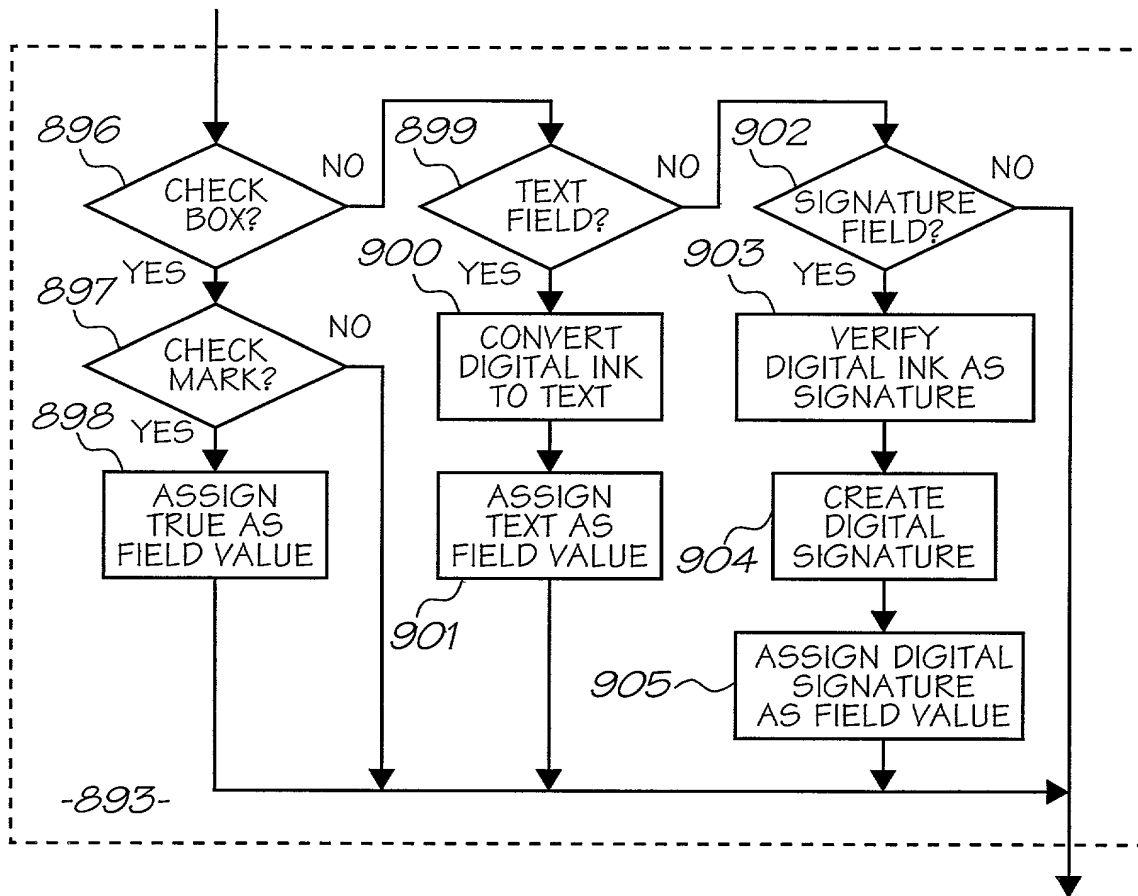 896
CHECK
BOX?
NO
YES
897
CHECK
MARK?
NO
YES
898
ASSIGN
TRUE AS
FIELD VALUE
899
TEXT
FIELD?
NO
YES
900
CONVERT
DIGITAL INK
TO TEXT
ASSIGN
TEXT AS
FIELD VALUE
901
902
SIGNATURE
FIELD?
NO
YES
903
VERIFY
DIGITAL INK AS
SIGNATURE
CREATE
DIGITAL
SIGNATURE
904
ASSIGN DIGITAL
SIGNATURE
AS FIELD VALUE
905
-893-